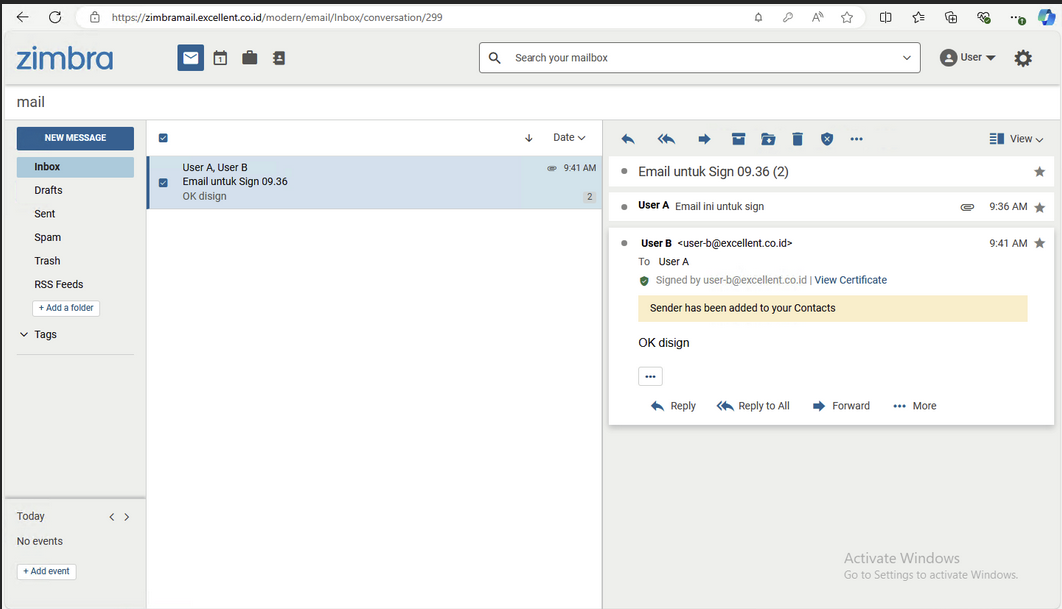 https://zimbramail.excellent.co.id/modern/email/Inbox/conversation/299
zimbra
1
Search your mailbox
User
mail
NEW MESSAGE
Inbox
Drafts
Sent
Spam
Trash
RSS Feeds
+ Add a folder
Tags
Today
No events
+ Add event
Date
User A, User B
9:41 AM
Email untuk Sign 09.36
OK disign
2
View
Email untuk Sign 09.36 (2)
User A Email ini untuk sign 9:36 AM
User B <user-b@excellent.co.id> 9:41 AM
To User A
Signed by user-b@excellent.co.id | View Certificate
Sender has been added to your Contacts
OK disign
Reply Reply to All Forward More
Activate Windows
Go to Settings to activate Windows.